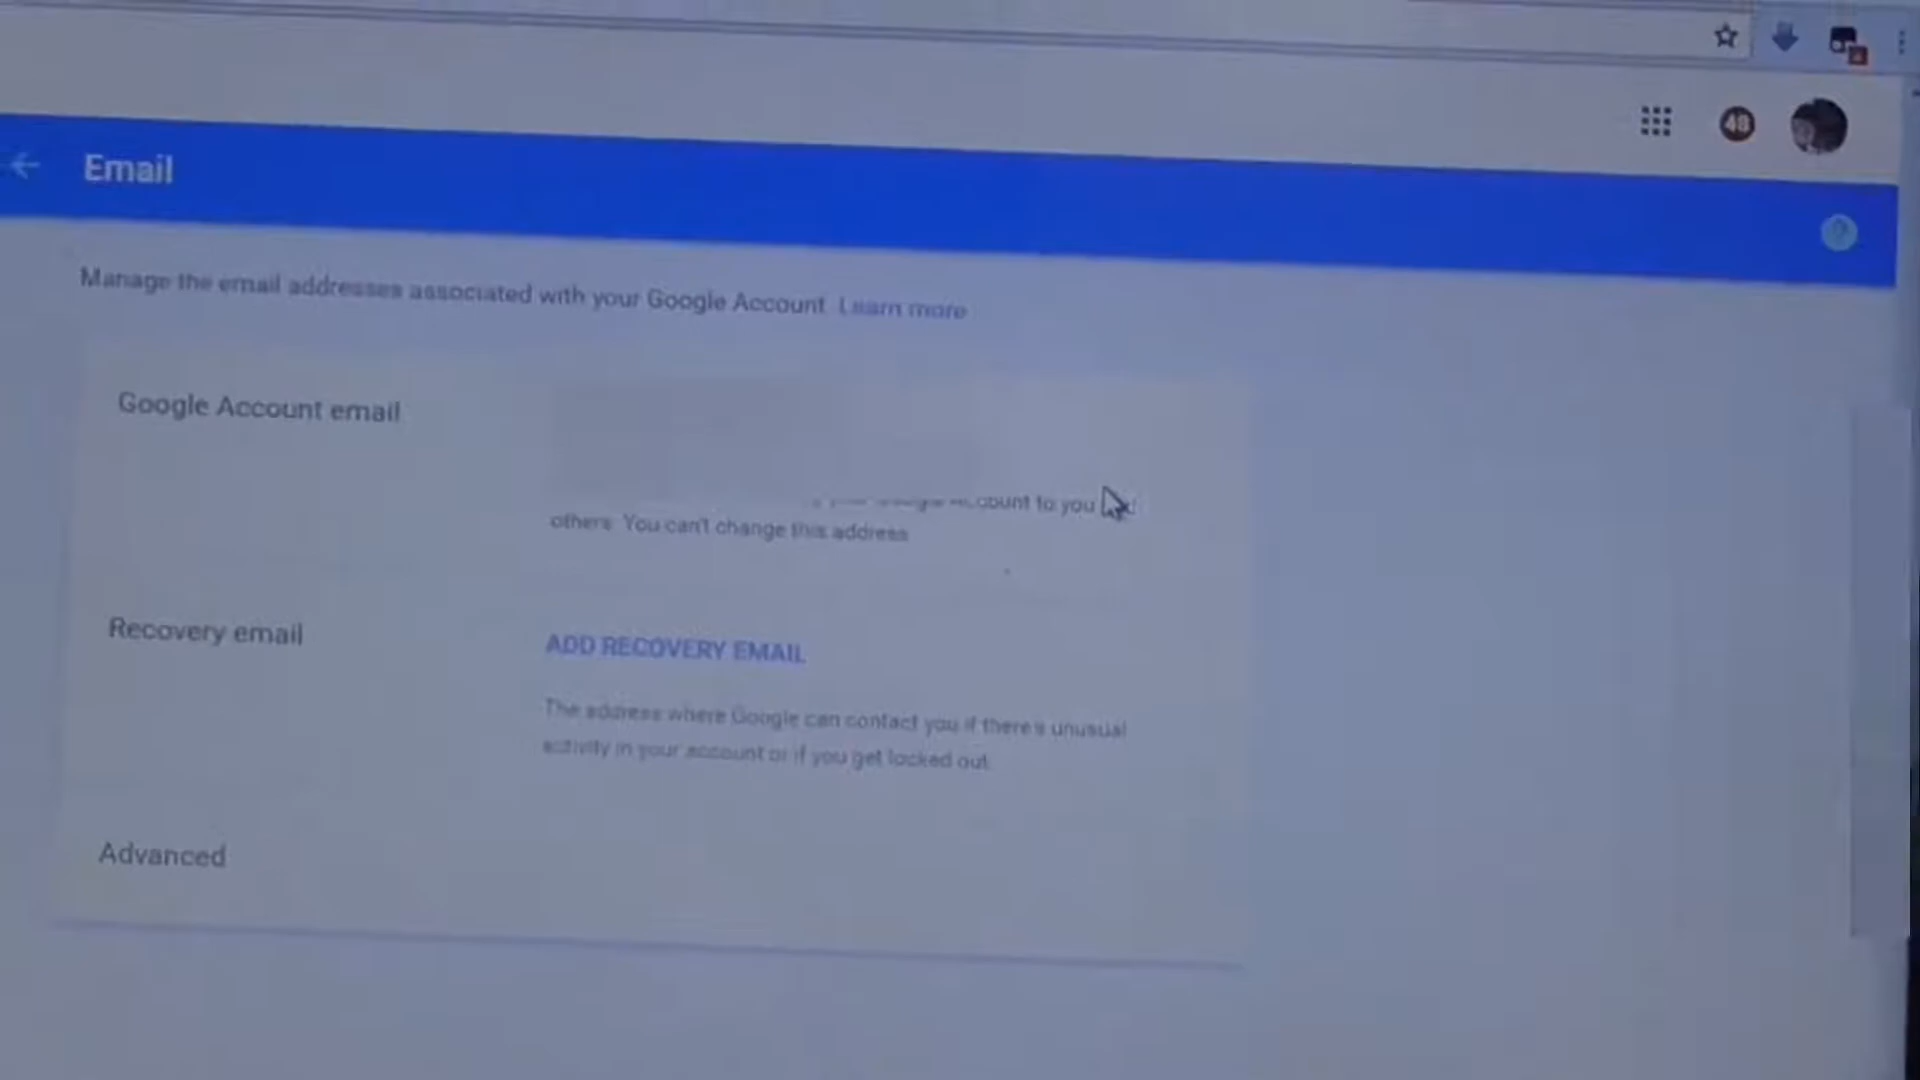 48
Email
Manage the email addresses associated with your Google Account. Learn more
Google Account email
account to you
others. You can't change this address
Recovery email
ADD RECOVERY EMAIL
The address where Google can contact you if there's unusual
activity in your account or if you get locked out.
Advanced